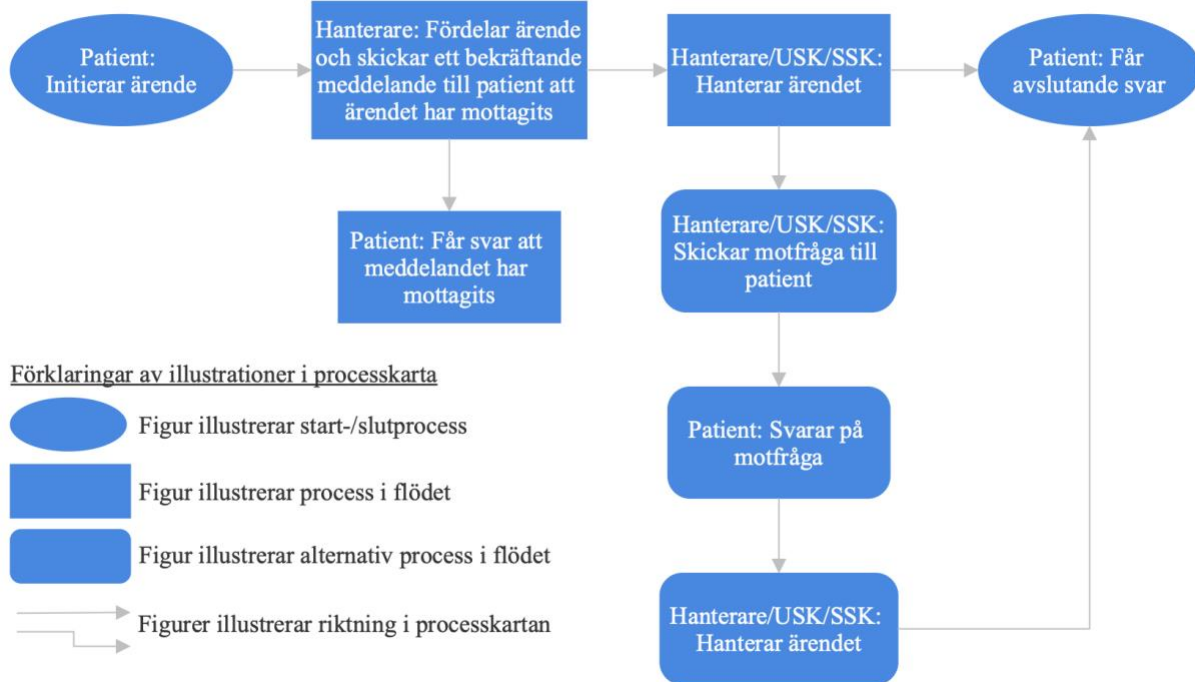 Patient:
Initierar ärende
Hanterare: Fördelar ärende
och skickar ett bekräftande
meddelande till patient att
ärendet har mottagits
Hanterare/USK/SSK:
Hanterar ärendet
Patient: Får
avslutande svar
Patient: Får svar att
meddelandet har
mottagits
Hanterare/USK/SSK:
Skickar motfråga till
patient
Patient: Svarar på
motfråga
Hanterare/USK/SSK:
Hanterar ärendet
Förklaringar av illustrationer i processkarta
Figur illustrerar start-/slutprocess
Figur illustrerar process i flödet
Figur illustrerar alternativ process i flödet
Figurer illustrerar riktning i processkartan